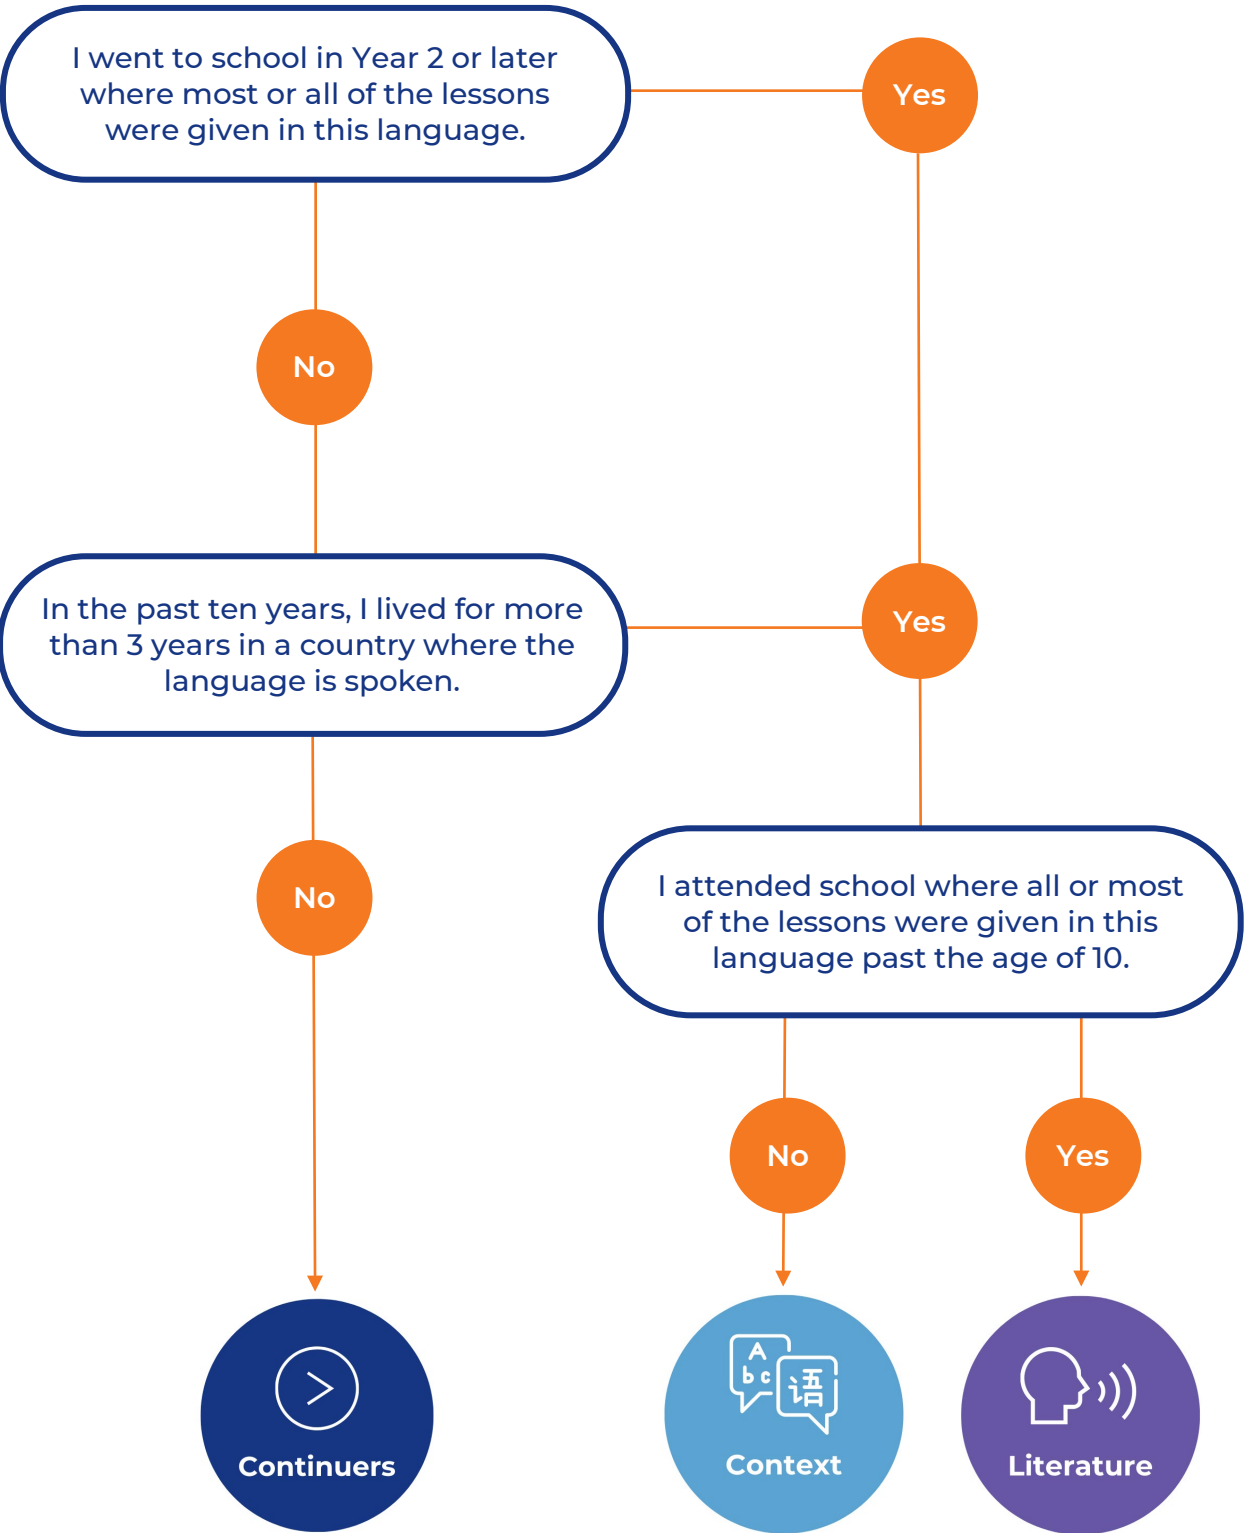 I went to school in Year 2 or later
where most or all of the lessons
were given in this language.
Yes
No
In the past ten years, I lived for more
than 3 years in a country where the
language is spoken.
Yes
No
I attended school where all or most
of the lessons were given in this
language past the age of 10.
No
Yes
A
b c
语
Continuers
Context
Literature